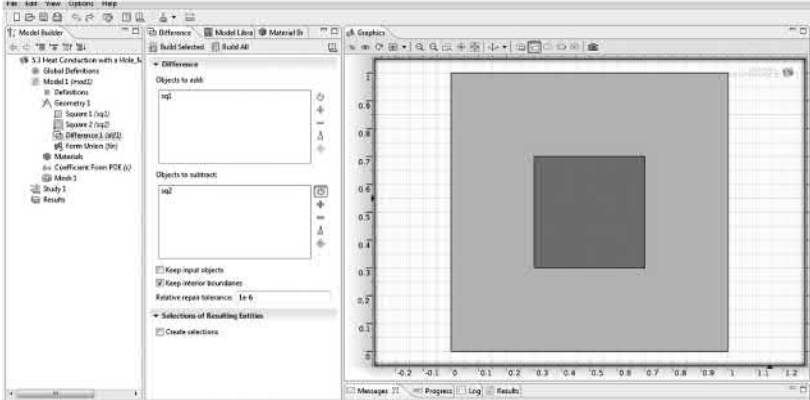 File Edit View Options Help
Model Builder
5.3 Heat Conduction with a Hole_
Global Definitions
Model 1 (mod1)
Definitions
Geometry 1
Square 1 (sq1)
Square 2 (sq2)
Difference 1 (dif1)
Form Union (fin)
Materials
Coefficient Form PDE (c)
Mesh 1
Study 1
Results
Difference
Model Libra
Material Br
Build Selected
Build All
Difference
Objects to add:
sq1
Objects to subtract:
sq2
Keep input objects
Keep interior boundaries
Relative repair tolerance: 1e-6
Selections of Resulting Entities
Create selections
Graphics
1
0.9
0.8
0.7
0.6
0.5
0.4
0.3
0.2
0.1
0
-0.2 -0.1 0 0.1 0.2 0.3 0.4 0.5 0.6 0.7 0.8 0.9 1 1.1 1.2
Messages
Progress
Log
Results